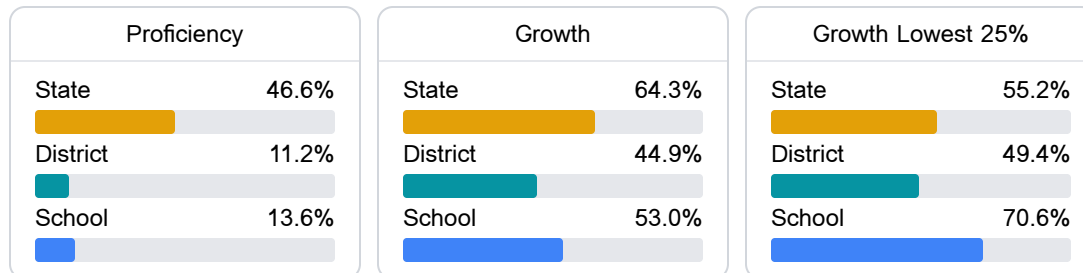 Proficiency
State 46.6%
District 11.2%
School 13.6%
Growth
State 64.3%
District 44.9%
School 53.0%
Growth Lowest 25%
State 55.2%
District 49.4%
School 70.6%